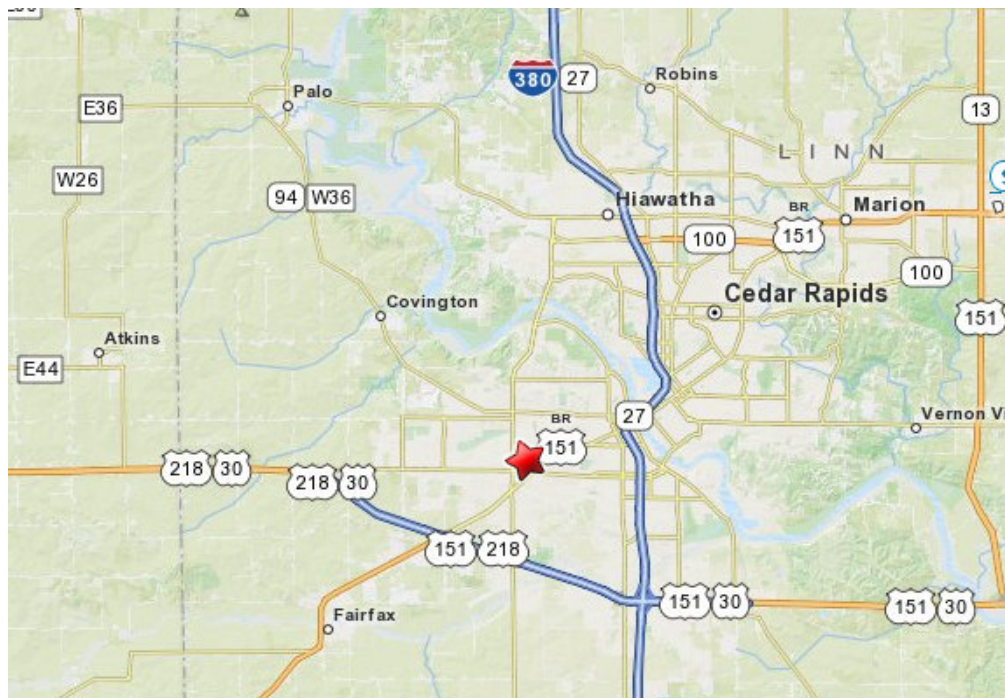 380
27
Robins
Palo
E36
13
LINN
W26
94
W36
Hiawatha
BR
Marion
151
100
100
Cedar Rapids
Covington
151
Atkins
E44
27
Vernon Vi
BR
151
218
30
218
30
151
218
151
30
151
30
Fairfax